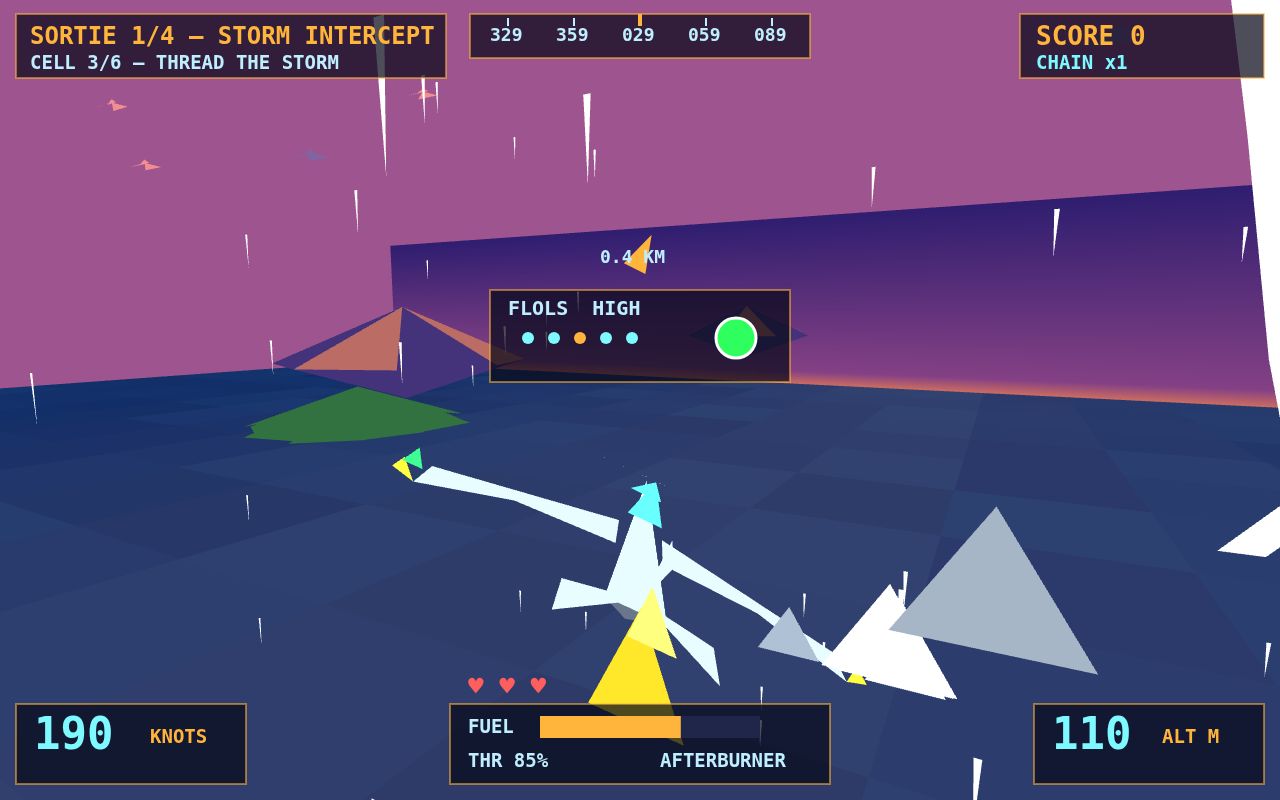 SORTIE 1/4 — STORM INTERCEPT
CELL 3/6 — THREAD THE STORM
329 359 029 059 089
SCORE 0
CHAIN x1
0.4 KM
FLOLS HIGH
190 KNOTS
FUEL
THR 85% AFTERBURNER
110 ALT M